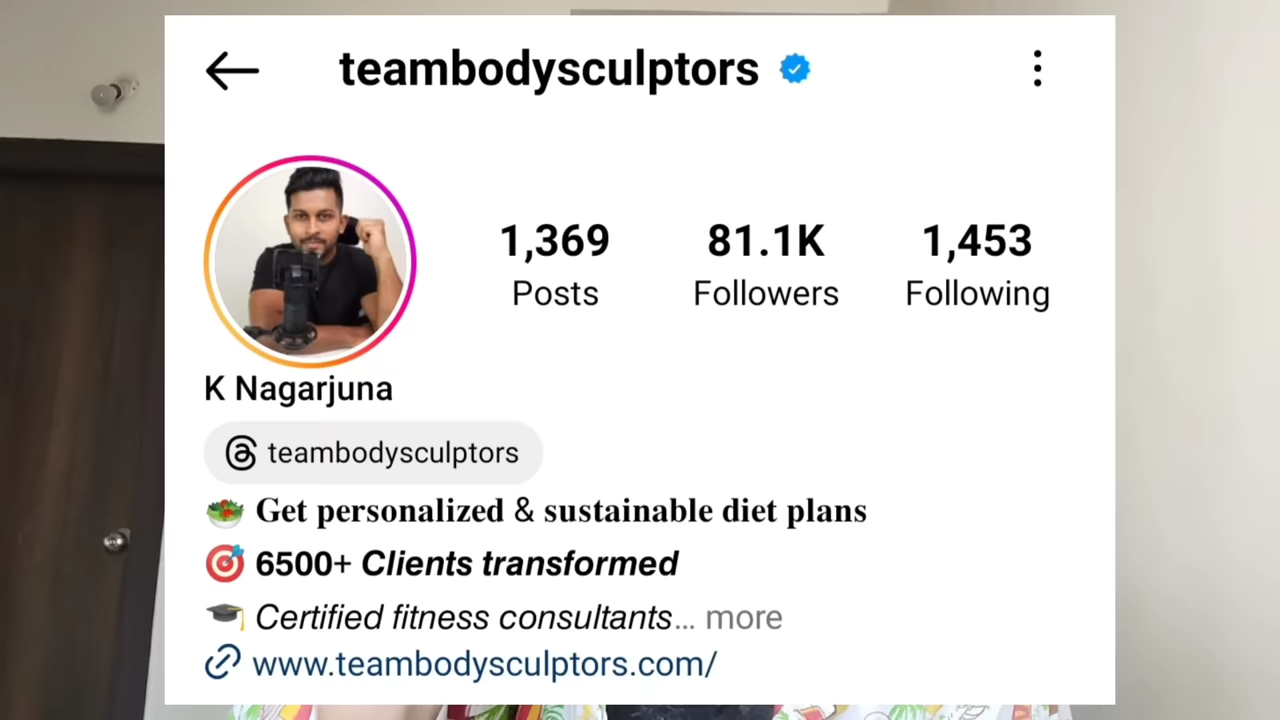 teambodysculptors
1,369 81.1K 1,453
Posts Followers Following
K Nagarjuna
teambodysculptors
Get personalized & sustainable diet plans
6500+ Clients transformed
Certified fitness consultants... more
www.teambodysculptors.com/